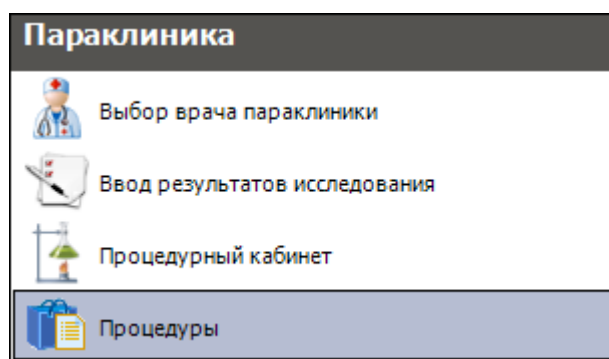 Параклиника
Выбор врача параклиники
Ввод результатов исследования
Процедурный кабинет
Процедуры